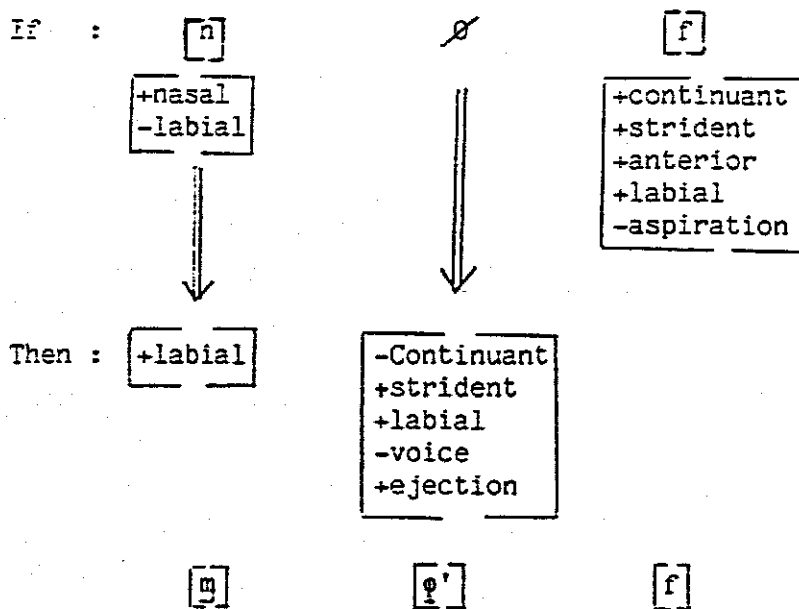 If : [n] ø [f]
+nasal +continuant
-labial +strident
+anterior
+labial
-aspiration
Then : +labial -Continuant
+strident
+labial
-voice
+ejection
[m] [φ'] [f]